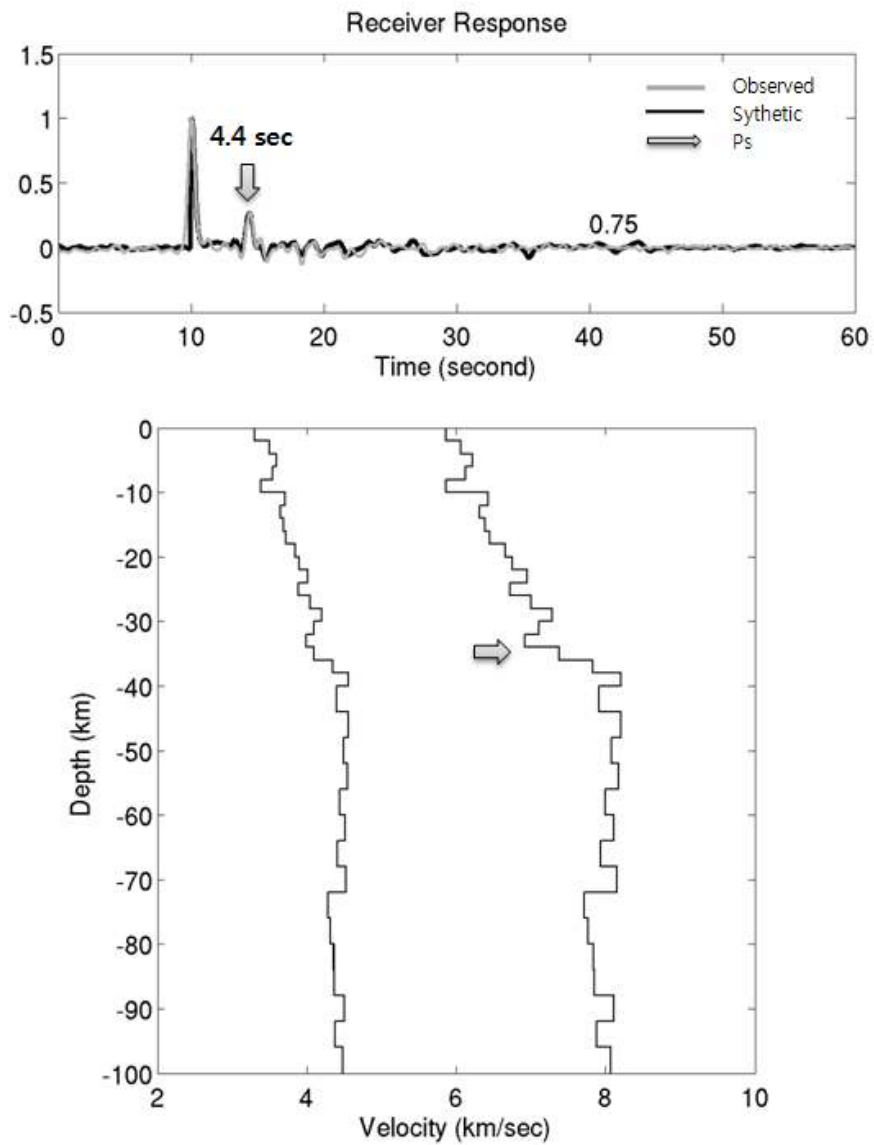 Receiver Response
1.5
1
0.5
0
-0.5
Observed
Sythetic
Ps
4.4 sec
0.75
0 10 20 30 40 50 60
Time (second)
0
-10
-20
-30
-40
-50
-60
-70
-80
-90
-100
Depth (km)
2 4 6 8 10
Velocity (km/sec)